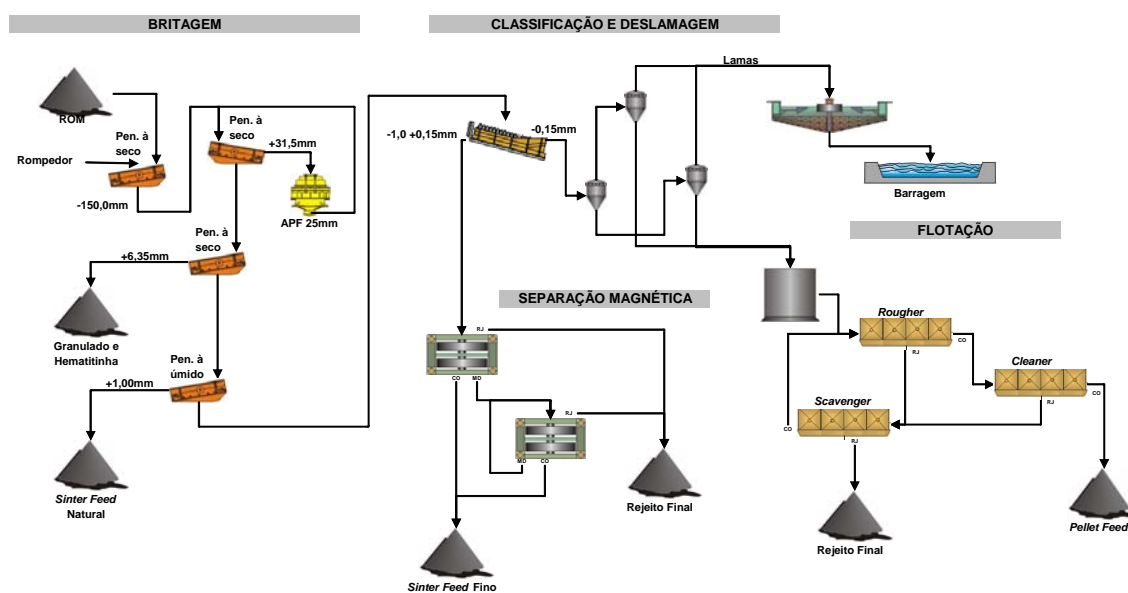 BRITAGEM
CLASSIFICAÇÃO E DESLAMAGEM
Lamas
ROM
Pen. à
seco
Pen. à
seco
+31,5mm
Rompedor
-150,0mm
APF 25mm
-1,0 +0,15mm
-0,15mm
Barragem
FLOTAÇÃO
Pen. à
seco
+6,35mm
Granulado e
Hematitinha
Pen. à
úmido
+1,00mm
Sinter Feed
Natural
SEPARAÇÃO MAGNÉTICA
RJ
CO
MD
RJ
MD
CO
Rejeito Final
Sinter Feed Fino
Rougher
CO
RJ
Cleaner
CO
RJ
Scavenger
CO
RJ
Rejeito Final
Pellet Feed